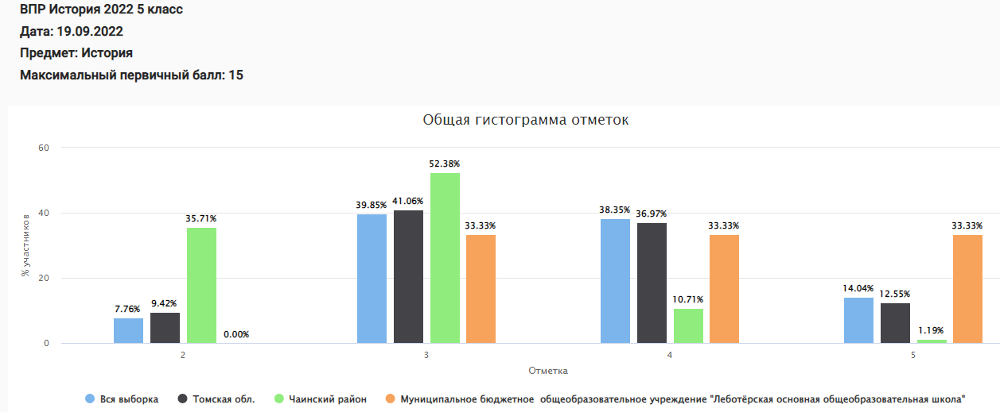 ВПР История 2022 5 класс
Дата: 19.09.2022
Предмет: История
Максимальный первичный балл: 15
Общая гистограмма отметок
% участников
60
40
20
0
7.76%
9.42%
35.71%
0.00%
39.85%
41.06%
52.38%
33.33%
38.35%
36.97%
10.71%
33.33%
14.04%
12.55%
1.19%
33.33%
2 3 4 5
Отметка
Вся выборка Томская обл. Чаинский район Муниципальное бюджетное общеобразовательное учреждение "Леботёрская основная общеобразовательная школа"